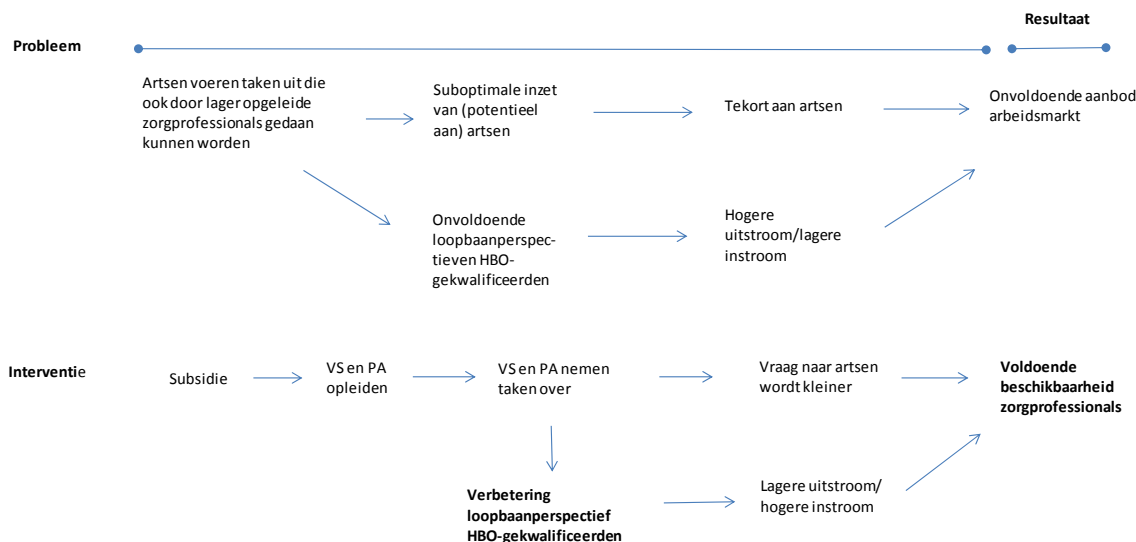 Resultaat
Probleem
Artsen voeren taken uit die
ook door lager opgeleide
zorgprofessionals gedaan
kunnen worden
Suboptimale inzet
van (potentieel
aan) artsen
Tekort aan artsen
Onvoldoende aanbod
arbeidsmarkt
Onvoldoende
loopbaanperspec-
tieven HBO-
gekwalificeerden
Hogere
uitstroom/lagere
instroom
Interventie
Subsidie
VS en PA
opleiden
VS en PA nemen
taken over
Vraag naar artsen
wordt kleiner
Voldoende
beschikbaarheid
zorgprofessionals
Verbetering
loopbaanperspectief
HBO-gekwalificeerden
Lagere uitstroom/
hogere instroom